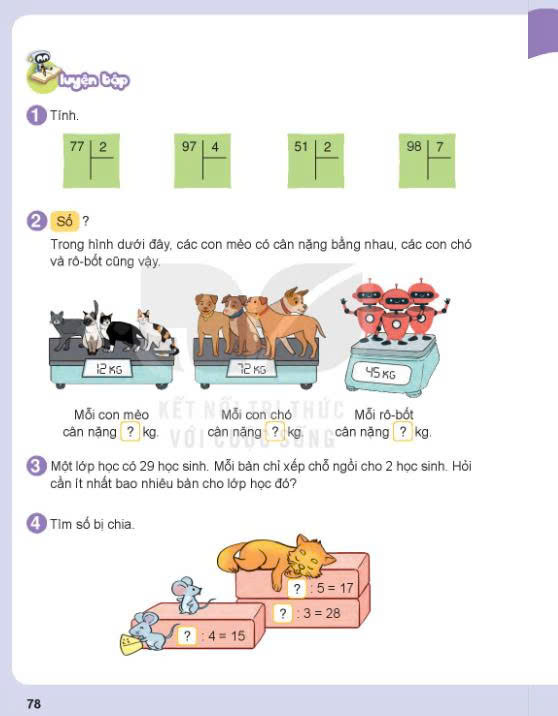 Luyện tập
1 Tính.
77 2 97 4 51 2 98 7
2 Số ?
Trong hình dưới đây, các con mèo có cân nặng bằng nhau, các con chó
và rô-bốt cũng vậy.
12 KG 72 KG 45 KG
Mỗi con mèo Mỗi con chó Mỗi rô-bốt
cân nặng ? kg. cân nặng ? kg. cân nặng ? kg.
KẾT NỐI TRI THỨC
VỚI CUỘC SỐNG
3 Một lớp học có 29 học sinh. Mỗi bàn chỉ xếp chỗ ngồi cho 2 học sinh. Hỏi
cần ít nhất bao nhiêu bàn cho lớp học đó?
4 Tìm số bị chia.
? : 5 = 17
? : 3 = 28
? : 4 = 15
78